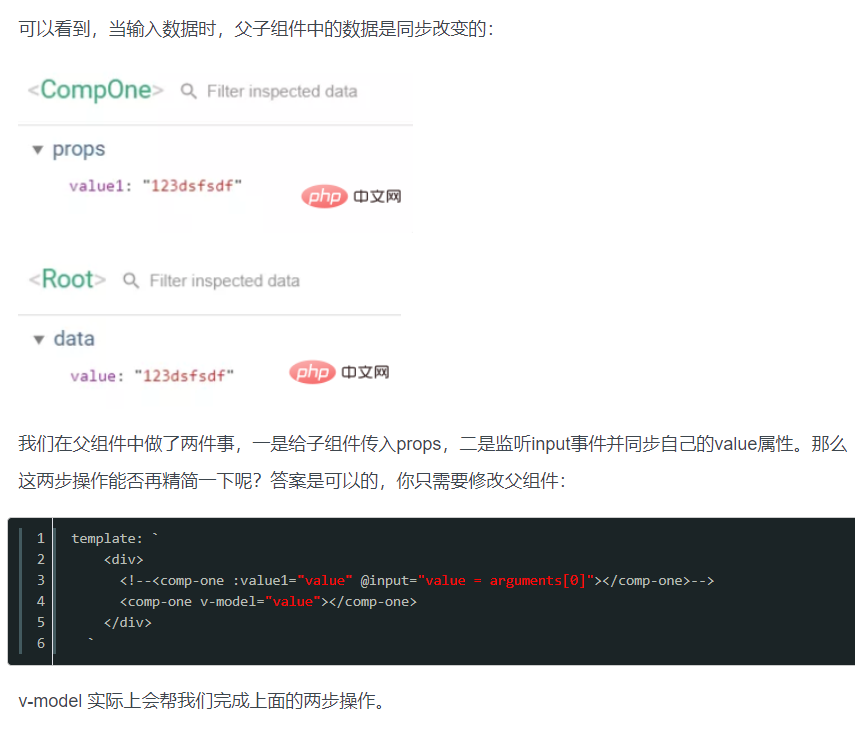 可以看到，当输入数据时，父子组件中的数据是同步改变的：
<CompOne> Filter inspected data
▼ props
value1: "123dsfsdf"
php 中文网
<Root> Filter inspected data
▼ data
value: "123dsfsdf"
php 中文网
我们在父组件中做了两件事，一是给子组件传入props，二是监听input事件并同步自己的value属性。那么
这两步操作能否再精简一下呢？答案是可以的，你只需要修改父组件：
1 template: `
2 <div>
3 <!--<comp-one :value1="value" @input="value = arguments[0]"></comp-one>-->
4 <comp-one v-model="value"></comp-one>
5 </div>
6 `
v-model 实际上会帮我们完成上面的两步操作。